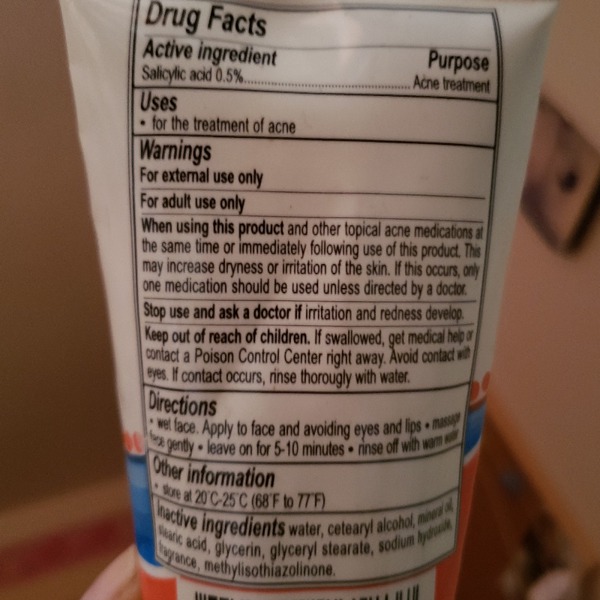 Drug Facts
Active ingredient Purpose
Salicylic acid 0.5%.......................................... Acne treatment
Uses
• for the treatment of acne
Warnings
For external use only
For adult use only
When using this product and other topical acne medications at
the same time or immediately following use of this product. This
may increase dryness or irritation of the skin. If this occurs, only
one medication should be used unless directed by a doctor.
Stop use and ask a doctor if irritation and redness develop.
Keep out of reach of children. If swallowed, get medical help or
contact a Poison Control Center right away. Avoid contact with
eyes. If contact occurs, rinse thorougly with water.
Directions
• wet face. Apply to face and avoiding eyes and lips • massage
face gently • leave on for 5-10 minutes • rinse off with warm water
Other information
• store at 20°C-25°C (68°F to 77°F)
Inactive ingredients water, cetearyl alcohol, mineral oil,
stearic acid, glycerin, glyceryl stearate, sodium hydroxide,
fragrance, methylisothiazolinone.